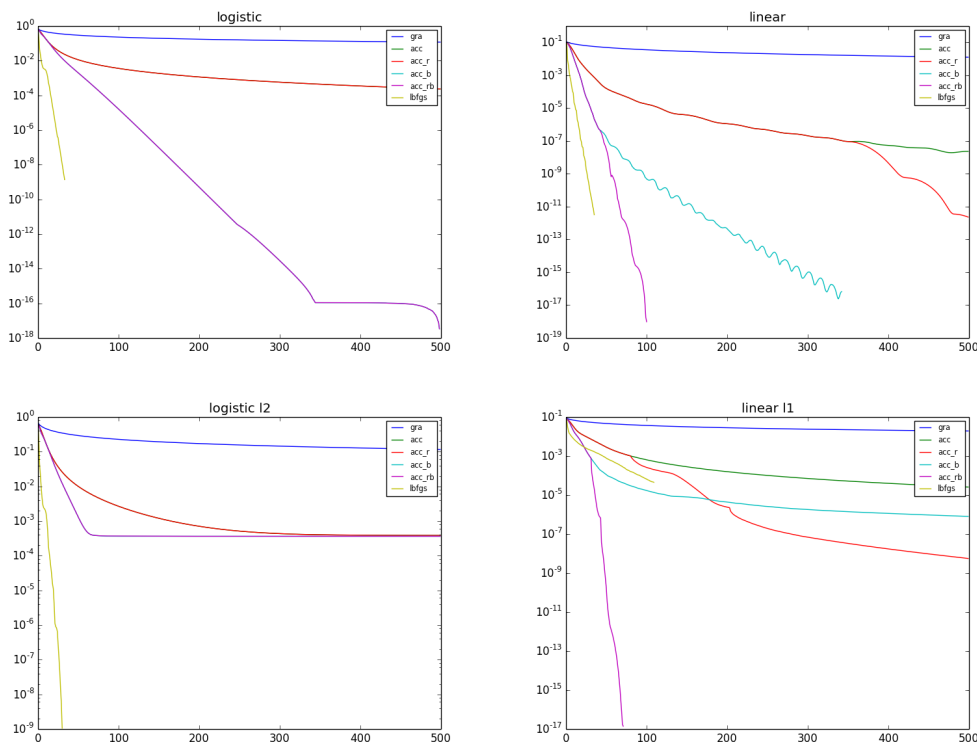 logistic
10^0
10^-2
10^-4
10^-6
10^-8
10^-10
10^-12
10^-14
10^-16
10^-18
0 100 200 300 400 500
gra
acc
acc_r
acc_b
acc_rb
lbfgs
linear
10^-1
10^-3
10^-5
10^-7
10^-9
10^-11
10^-13
10^-15
10^-17
10^-19
0 100 200 300 400 500
gra
acc
acc_r
acc_b
acc_rb
lbfgs
logistic l2
10^0
10^-1
10^-2
10^-3
10^-4
10^-5
10^-6
10^-7
10^-8
10^-9
0 100 200 300 400 500
gra
acc
acc_r
acc_b
acc_rb
lbfgs
linear l1
10^-1
10^-3
10^-5
10^-7
10^-9
10^-11
10^-13
10^-15
10^-17
0 100 200 300 400 500
gra
acc
acc_r
acc_b
acc_rb
lbfgs